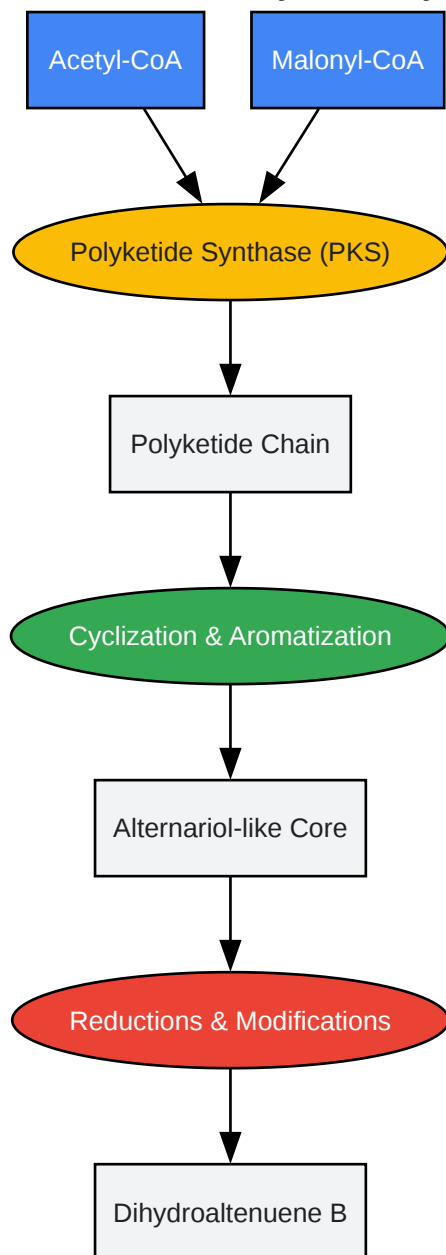 Acetyl-CoA
Malonyl-CoA
Polyketide Synthase (PKS)
Polyketide Chain
Cyclization & Aromatization
Alternariol-like Core
Reductions & Modifications
Dihydroaltenuene B